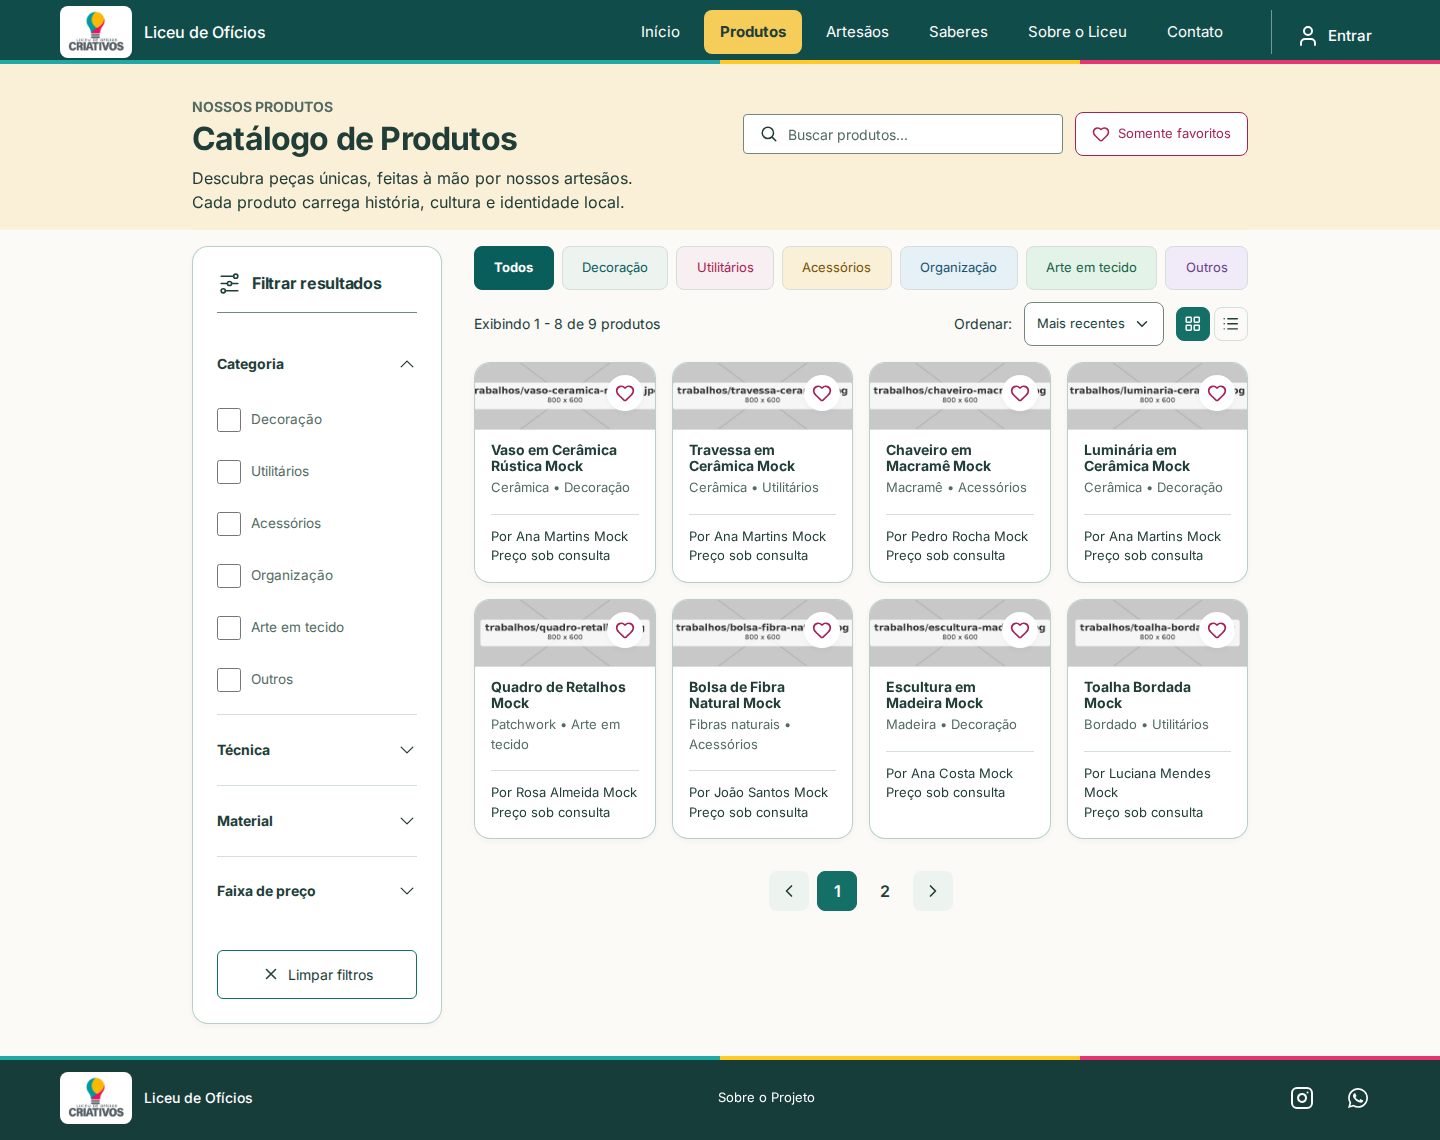 LICEU DE OFÍCIOS
CRIATIVOS
Liceu de Ofícios
Início
Produtos
Artesãos
Saberes
Sobre o Liceu
Contato
Entrar
NOSSOS PRODUTOS
Catálogo de Produtos
Descubra peças únicas, feitas à mão por nossos artesãos.
Cada produto carrega história, cultura e identidade local.
Buscar produtos...
Somente favoritos
Filtrar resultados
Categoria
Decoração
Utilitários
Acessórios
Organização
Arte em tecido
Outros
Técnica
Material
Faixa de preço
Limpar filtros
Todos
Decoração
Utilitários
Acessórios
Organização
Arte em tecido
Outros
Exibindo 1 - 8 de 9 produtos
Ordenar:
Mais recentes
800 x 600
Vaso em Cerâmica
Rústica Mock
Cerâmica • Decoração
Por Ana Martins Mock
Preço sob consulta
800 x 600
Travessa em
Cerâmica Mock
Cerâmica • Utilitários
Por Ana Martins Mock
Preço sob consulta
800 x 600
Chaveiro em
Macramê Mock
Macramê • Acessórios
Por Pedro Rocha Mock
Preço sob consulta
800 x 600
Luminária em
Cerâmica Mock
Cerâmica • Decoração
Por Ana Martins Mock
Preço sob consulta
800 x 600
Quadro de Retalhos
Mock
Patchwork • Arte em
tecido
Por Rosa Almeida Mock
Preço sob consulta
800 x 600
Bolsa de Fibra
Natural Mock
Fibras naturais •
Acessórios
Por João Santos Mock
Preço sob consulta
800 x 600
Escultura em
Madeira Mock
Madeira • Decoração
Por Ana Costa Mock
Preço sob consulta
800 x 600
Toalha Bordada
Mock
Bordado • Utilitários
Por Luciana Mendes
Mock
Preço sob consulta
1
2
LICEU DE OFÍCIOS
CRIATIVOS
Liceu de Ofícios
Sobre o Projeto